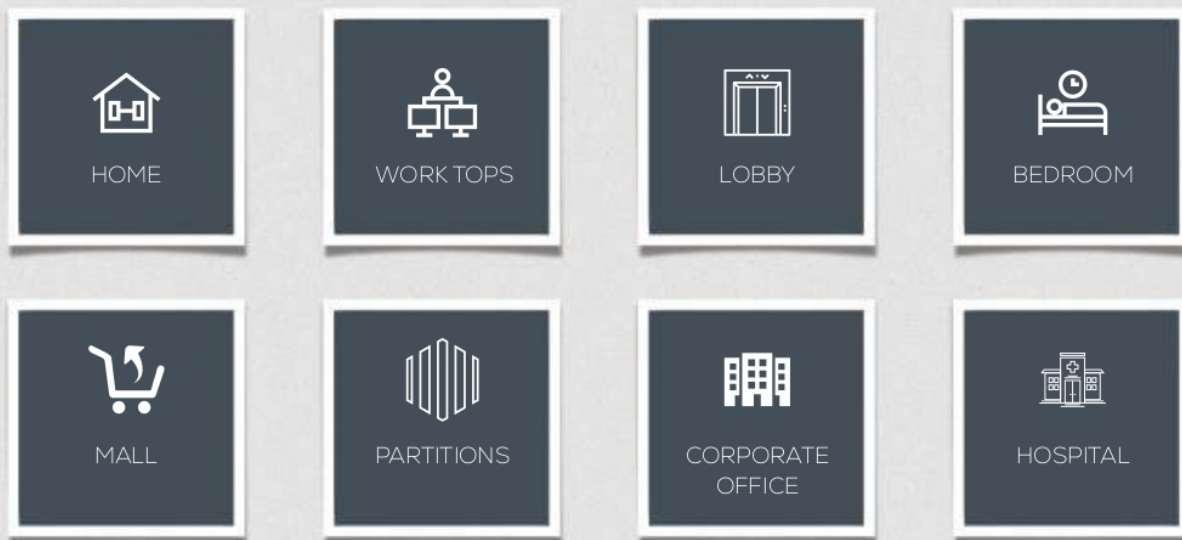 HOME
WORK TOPS
LOBBY
BEDROOM
MALL
PARTITIONS
CORPORATE
OFFICE
HOSPITAL